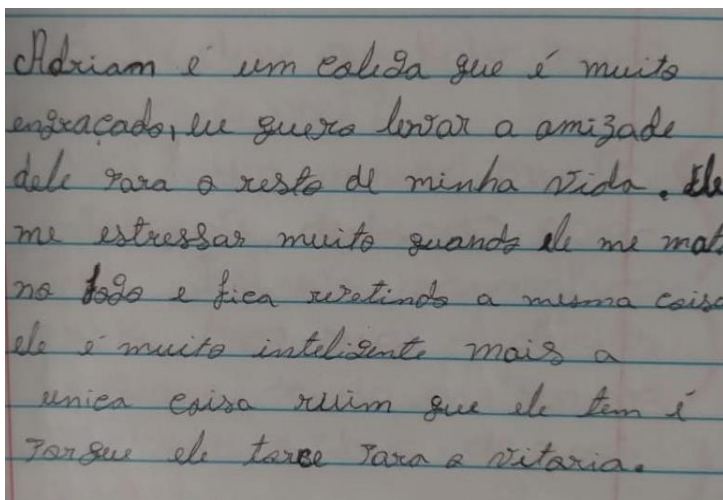 Adriam é um colega que é muito
engraçado, eu quero levar a amizade
dele para o resto de minha vida. Ele
me estressar muito quando ele me mata
no jogo e fica repetindo a mesma coisa
ele é muito inteligente mais a
unica coisa ruim que ele tem é
porque ele torce para o vitoria.